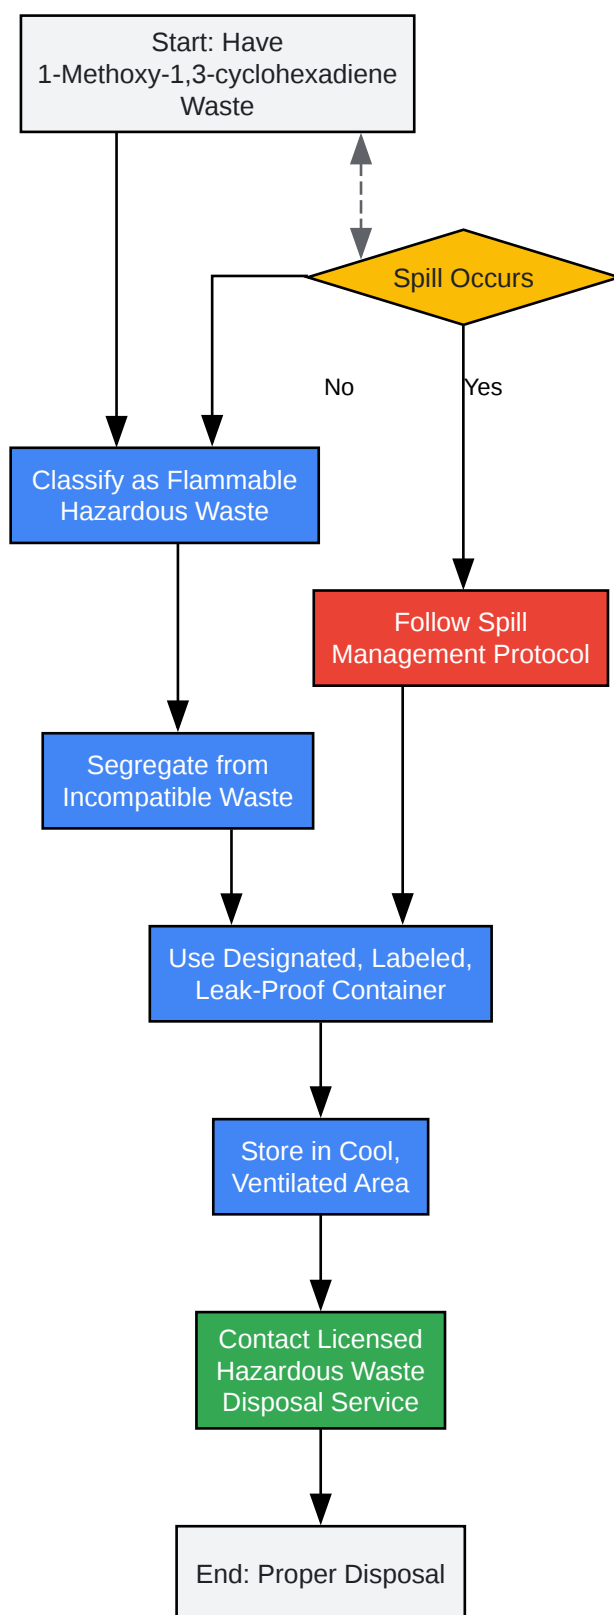 Start: Have
1-Methoxy-1,3-cyclohexadiene
Waste
Spill Occurs
No
Yes
Classify as Flammable
Hazardous Waste
Follow Spill
Management Protocol
Segregate from
Incompatible Waste
Use Designated, Labeled,
Leak-Proof Container
Store in Cool,
Ventilated Area
Contact Licensed
Hazardous Waste
Disposal Service
End: Proper Disposal